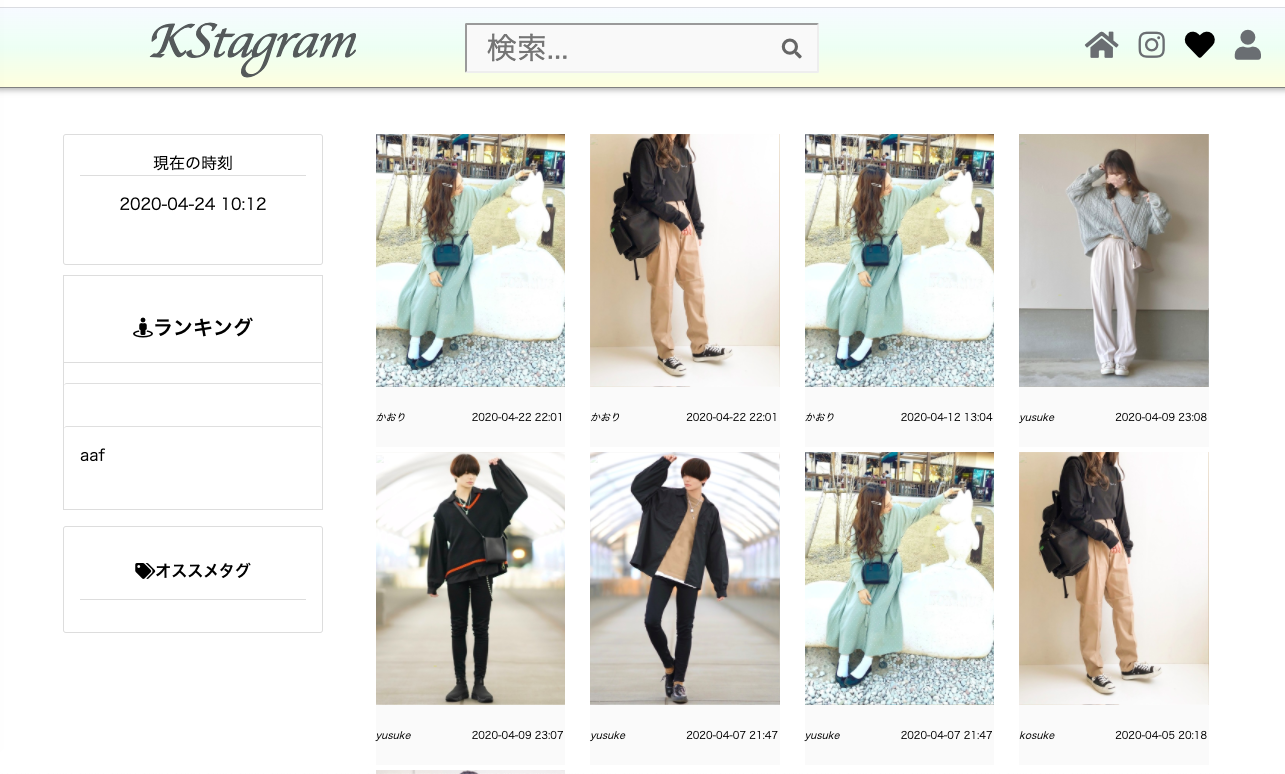 KStagram
検索...
現在の時刻
2020-04-24 10:12
ランキング
aaf
オススメタグ
かおり 2020-04-22 22:01
かおり 2020-04-22 22:01
かおり 2020-04-12 13:04
yusuke 2020-04-09 23:08
yusuke 2020-04-09 23:07
yusuke 2020-04-07 21:47
yusuke 2020-04-07 21:47
kosuke 2020-04-05 20:18